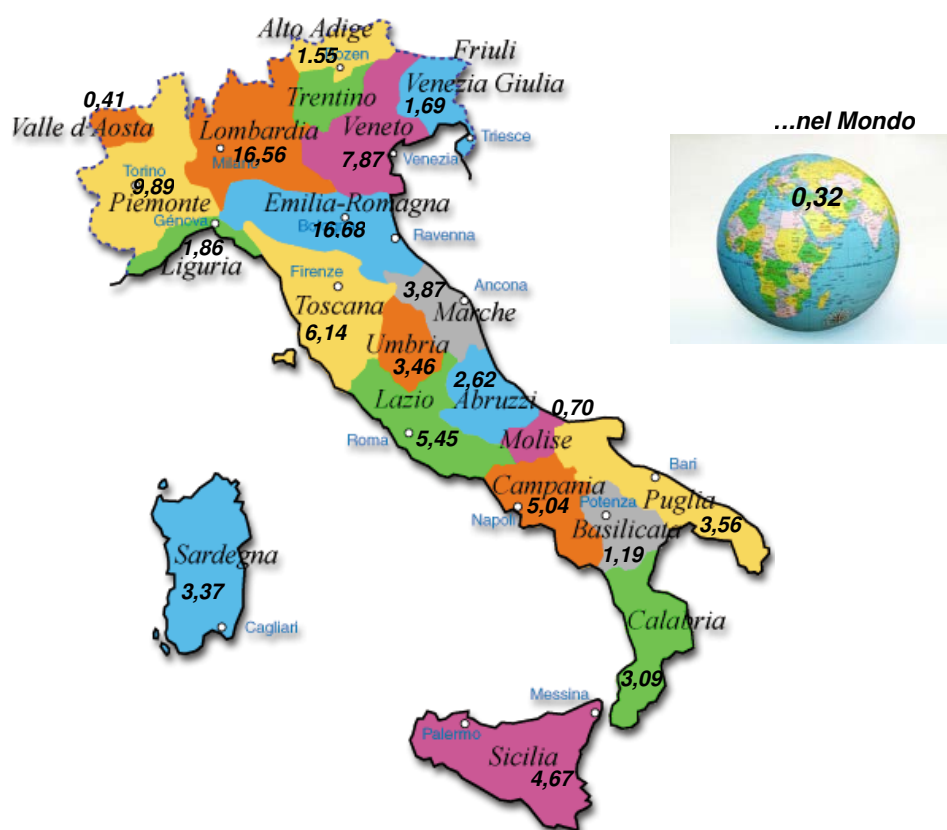 Alto Adige
1.55
Bozen
Friuli
Venezia Giulia
1,69
Trentino
0,41
Valle d'Aosta
Lombardia
16,56
Milano
Veneto
7,87
Venezia
Triesce
...nel Mondo
0,32
Torino
9,89
Piemonte
Génova
1,86
Liguria
Emilia-Romagna
16.68
Ravenna
Firenze
Toscana
6,14
3,87
Ancona
Marche
Umbria
3,46
2,62
Abruzzi
Lazio
Roma
5,45
0,70
Molise
Campania
5,04
Napoli
Bari
Puglia
3,56
Potenza
Basilicata
1,19
Sardegna
3,37
Cagliari
Calabria
3,09
Messina
Palermo
Sicilia
4,67